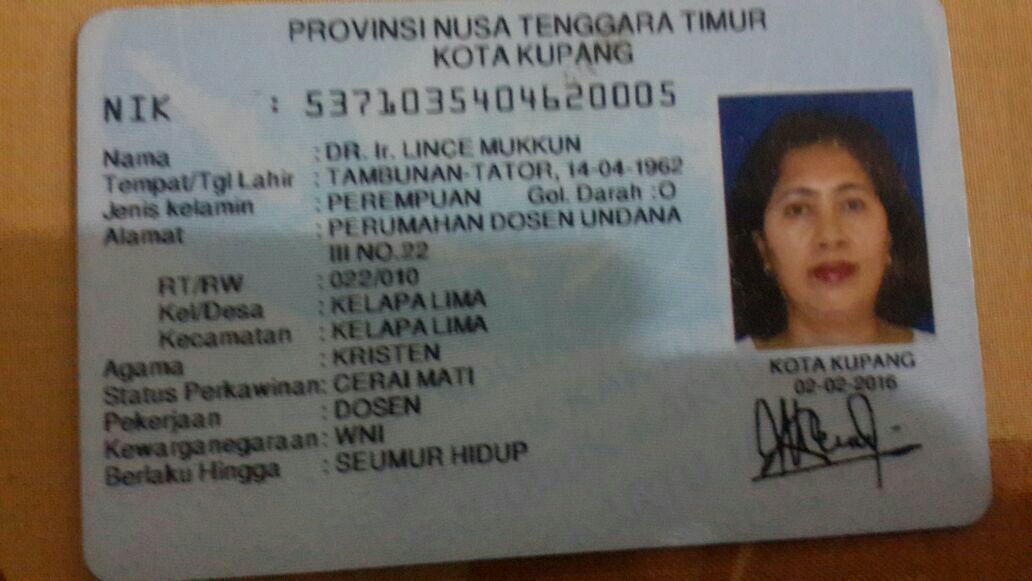 PROVINSI NUSA TENGGARA TIMUR
KOTA KUPANG
NIK : 5371035404620005
Nama : DR. Ir. LINCE MUKKUN
Tempat/Tgl Lahir : TAMBUNAN-TATOR, 14-04-1962
Jenis kelamin : PEREMPUAN Gol. Darah :O
Alamat : PERUMAHAN DOSEN UNDANA
III NO.22
RT/RW : 022/010
Kel/Desa : KELAPA LIMA
Kecamatan : KELAPA LIMA
Agama : KRISTEN
Status Perkawinan: CERAI MATI
Pekerjaan : DOSEN
Kewarganegaraan: WNI
Berlaku Hingga : SEUMUR HIDUP
KOTA KUPANG
02-02-2016